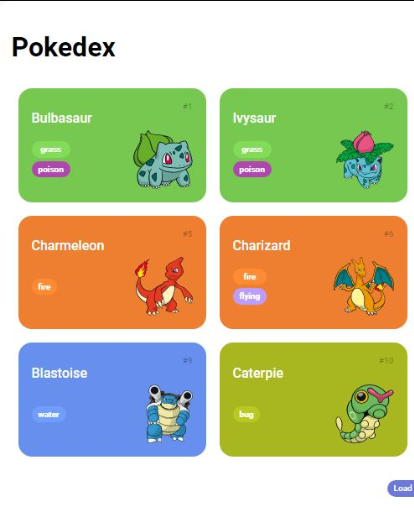 Pokedex
#1
Bulbasaur
grass
poison
#2
Ivysaur
grass
poison
#5
Charmeleon
fire
#6
Charizard
fire
flying
#9
Blastoise
water
#10
Caterpie
bug
Load